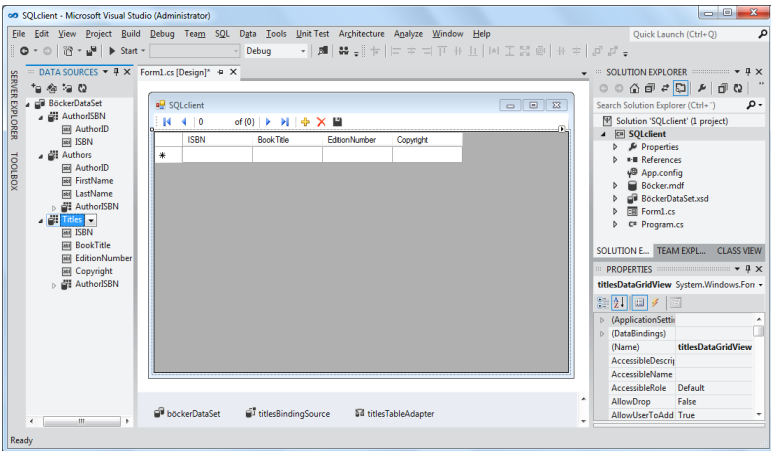 SQLclient - Microsoft Visual Studio (Administrator)
File Edit View Project Build Debug Team SQL Data Tools Unit Test Architecture Analyze Window Help
Quick Launch (Ctrl+Q)
Start Debug
SERVER EXPLORER
TOOLBOX
DATA SOURCES
BöckerDataSet
AuthorISBN
AuthorID
ISBN
Authors
AuthorID
FirstName
LastName
AuthorISBN
Titles
ISBN
BookTitle
EditionNumber
Copyright
AuthorISBN
Form1.cs [Design]*
SQLclient
0 of {0}
ISBN BookTitle EditionNumber Copyright
böckerDataSet titlesBindingSource titlesTableAdapter
SOLUTION EXPLORER
Search Solution Explorer (Ctrl+¨)
Solution 'SQLclient' (1 project)
SQLclient
Properties
References
App.config
Böcker.mdf
BöckerDataSet.xsd
Form1.cs
Program.cs
SOLUTION E... TEAM EXPL... CLASS VIEW
PROPERTIES
titlesDataGridView System.Windows.Forr
(ApplicationSettin
(DataBindings)
(Name) titlesDataGridView
AccessibleDescrip
AccessibleName
AccessibleRole Default
AllowDrop False
AllowUserToAdd True
Ready